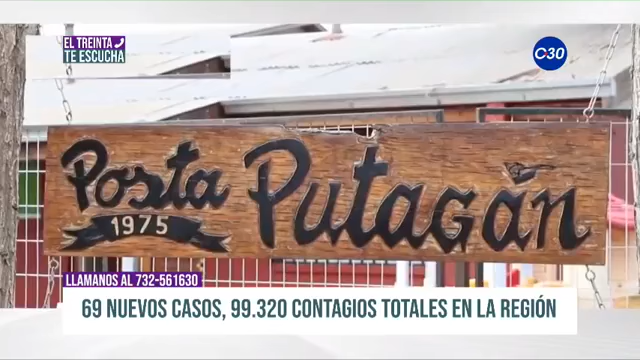 EL TREINTA
TE ESCUCHA
C30
Posta Putagán
1975
LLAMANOS AL 732-561630
69 NUEVOS CASOS, 99.320 CONTAGIOS TOTALES EN LA REGIÓN